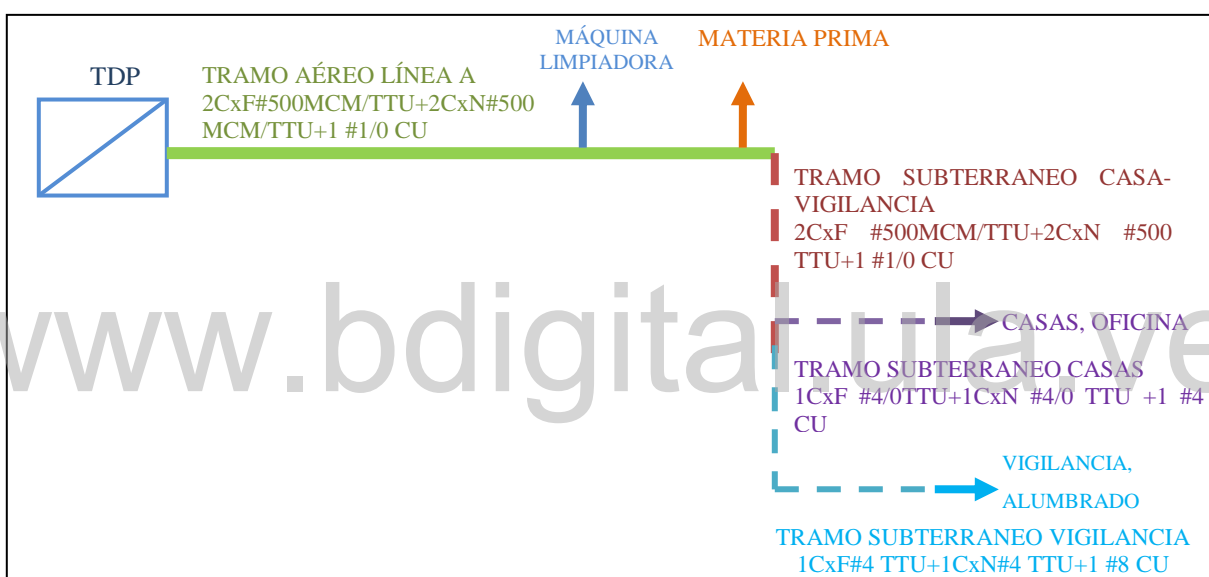 MÁQUINA
LIMPIADORA
MATERIA PRIMA
TDP
TRAMO AÉREO LÍNEA A
2CxF#500MCM/TTU+2CxN#500
MCM/TTU+1 #1/0 CU
TRAMO SUBTERRANEO CASA-
VIGILANCIA
2CxF #500MCM/TTU+2CxN #500
TTU+1 #1/0 CU
www.bdigital.ula.ve
CASAS, OFICINA
TRAMO SUBTERRANEO CASAS
1CxF #4/0TTU+1CxN #4/0 TTU +1 #4
CU
VIGILANCIA,
ALUMBRADO
TRAMO SUBTERRANEO VIGILANCIA
1CxF#4 TTU+1CxN#4 TTU+1 #8 CU